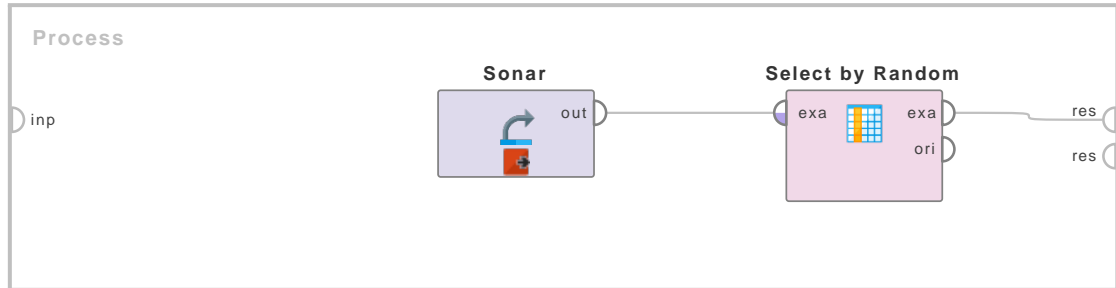 Process
Sonar
Select by Random
inp
out
exa
exa
res
ori
res